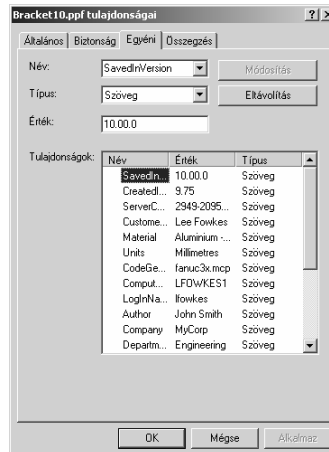 Bracket10.ppf tulajdonságai
Általános Biztonság Egyéni Összegzés
Név: SavedInVersion Módosítás
Típus: Szöveg Eltávolítás
Érték: 10.00.0
Tulajdonságok: Név Érték Típus
SavedIn... 10.00.0 Szöveg
CreatedI... 9.75 Szöveg
ServerC... 2949-2095... Szöveg
Custome... Lee Fowkes Szöveg
Material Aluminium -... Szöveg
Units Millimetres Szöveg
CodeGe... fanuc3x.mcp Szöveg
Comput... LFOWKES1 Szöveg
LogInNa... lfowkes Szöveg
Author John Smith Szöveg
Company MyCorp Szöveg
Departm... Engineering Szöveg
OK Mégse Alkalmaz